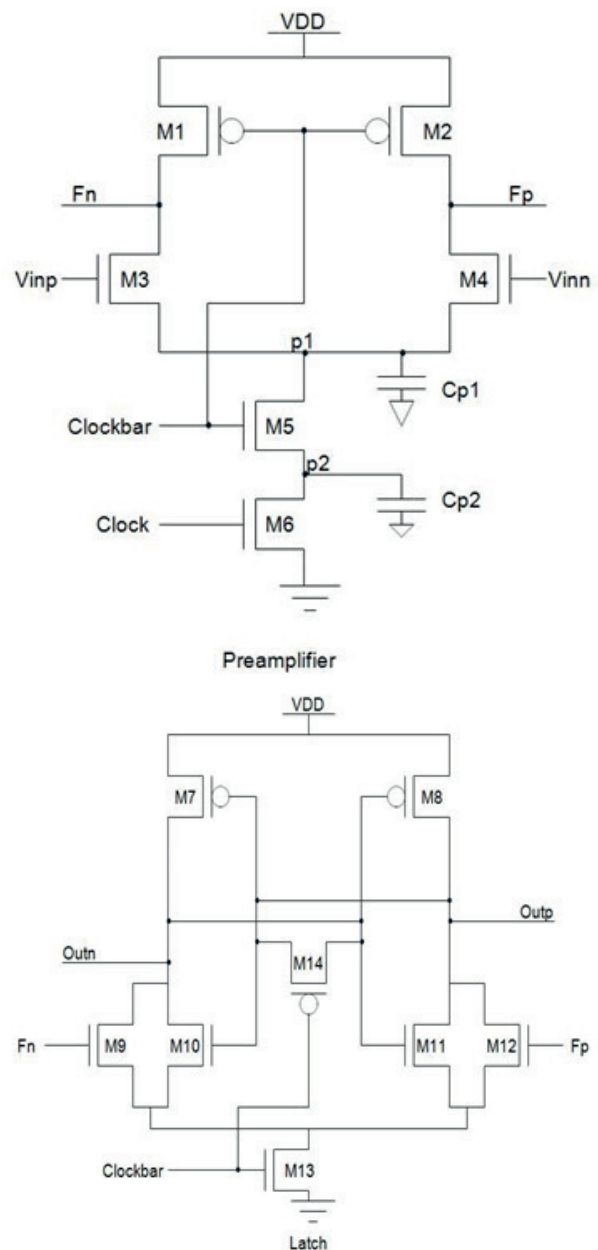 VDD
M1
M2
Fn
Fp
Vinp
M3
M4
Vinn
p1
Cp1
Clockbar
M5
p2
Cp2
Clock
M6
Preamplifier
VDD
M7
M8
Outp
Outn
M14
Fn
M9
M10
M11
M12
Fp
Clockbar
M13
Latch